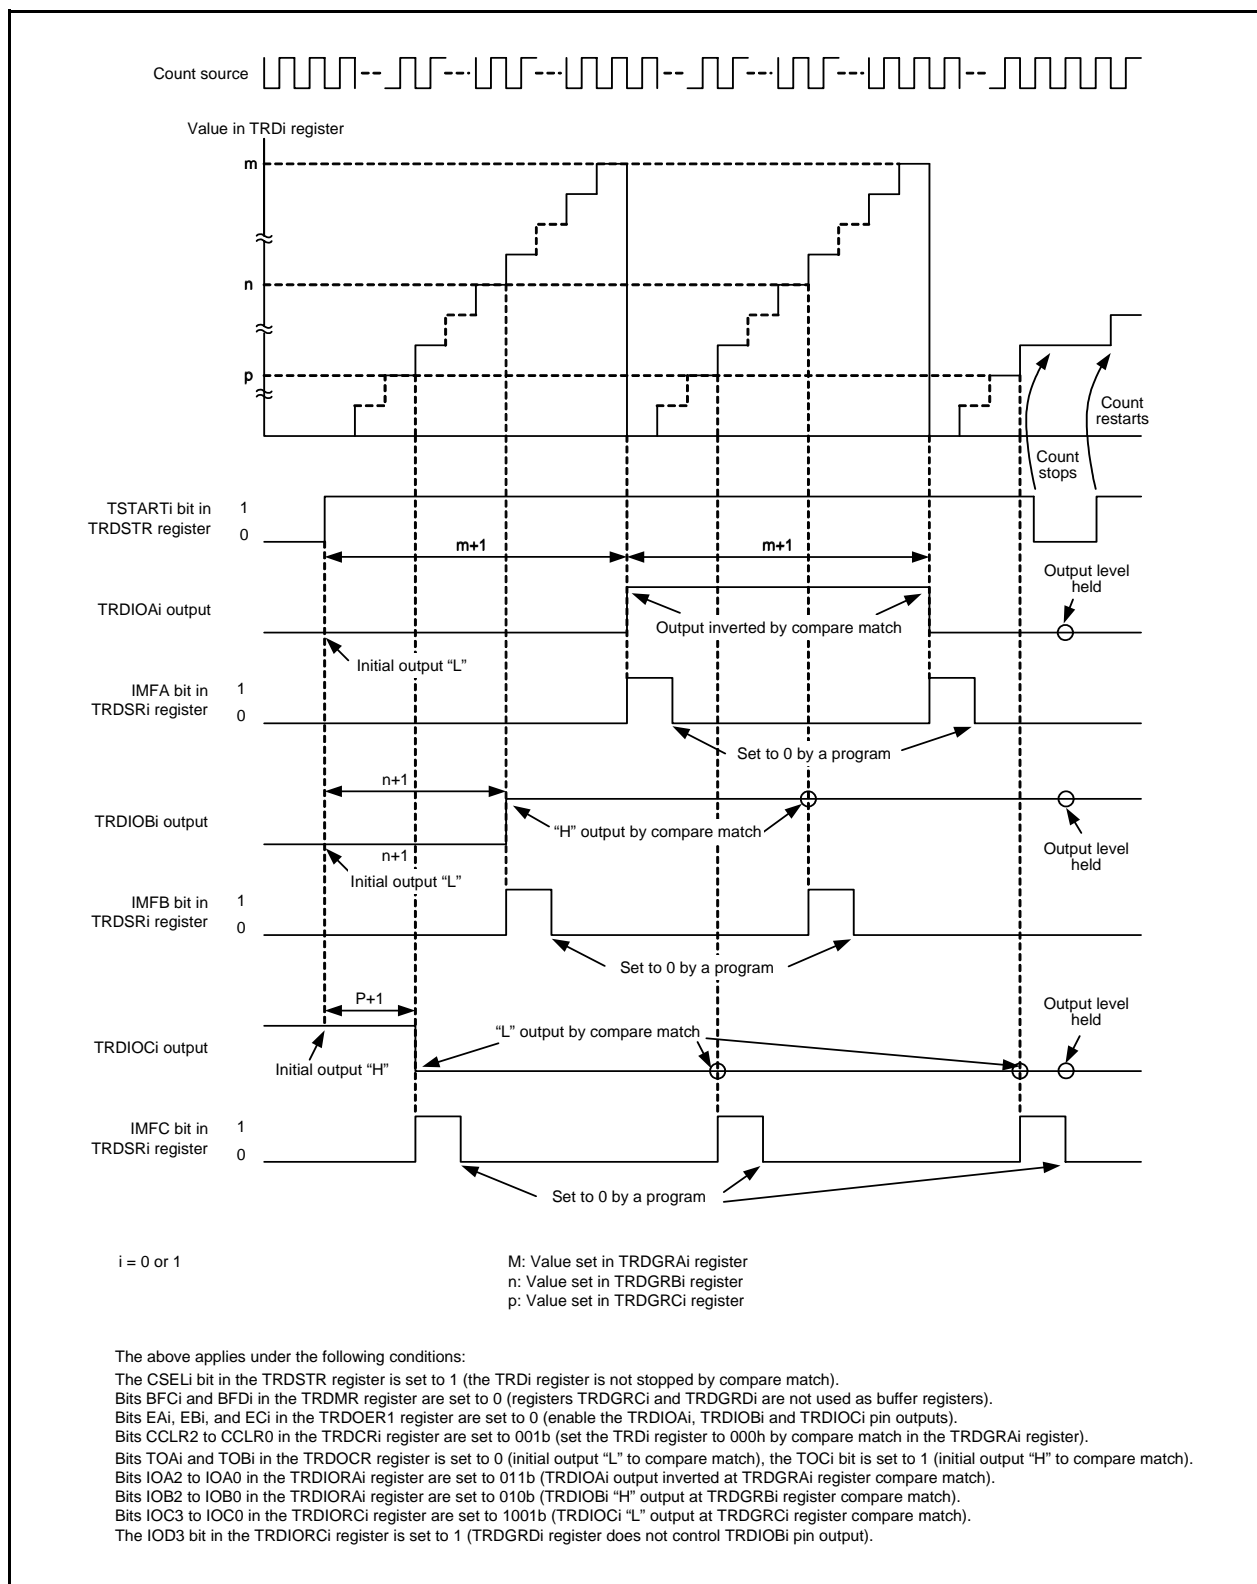 Count source
Value in TRDi register
m
n
p
Count
restarts
Count
stops
TSTARTi bit in
TRDSTR register
1
0
m+1
m+1
Output level
held
TRDIOAi output
Output inverted by compare match
Initial output “L”
IMFA bit in
TRDSRi register
1
0
Set to 0 by a program
n+1
TRDIOBi output
“H” output by compare match
n+1
Output level
held
Initial output “L”
IMFB bit in
TRDSRi register
1
0
Set to 0 by a program
P+1
Output level
held
“L” output by compare match
TRDIOCi output
Initial output “H”
IMFC bit in
TRDSRi register
1
0
Set to 0 by a program
i = 0 or 1
M: Value set in TRDGRAi register
n: Value set in TRDGRBi register
p: Value set in TRDGRCi register
The above applies under the following conditions:
The CSELi bit in the TRDSTR register is set to 1 (the TRDi register is not stopped by compare match).
Bits BFCi and BFDi in the TRDMR register are set to 0 (registers TRDGRCi and TRDGRDi are not used as buffer registers).
Bits EAi, EBi, and ECi in the TRDOER1 register are set to 0 (enable the TRDIOAi, TRDIOBi and TRDIOCi pin outputs).
Bits CCLR2 to CCLR0 in the TRDCRi register are set to 001b (set the TRDi register to 000h by compare match in the TRDGRAi register).
Bits TOAi and TOBi in the TRDOCR register is set to 0 (initial output “L” to compare match), the TOCi bit is set to 1 (initial output “H” to compare match).
Bits IOA2 to IOA0 in the TRDIORAi register are set to 011b (TRDIOAi output inverted at TRDGRAi register compare match).
Bits IOB2 to IOB0 in the TRDIORAi register are set to 010b (TRDIOBi “H” output at TRDGRBi register compare match).
Bits IOC3 to IOC0 in the TRDIORCi register are set to 1001b (TRDIOCi “L” output at TRDGRCi register compare match).
The IOD3 bit in the TRDIORCi register is set to 1 (TRDGRDi register does not control TRDIOBi pin output).